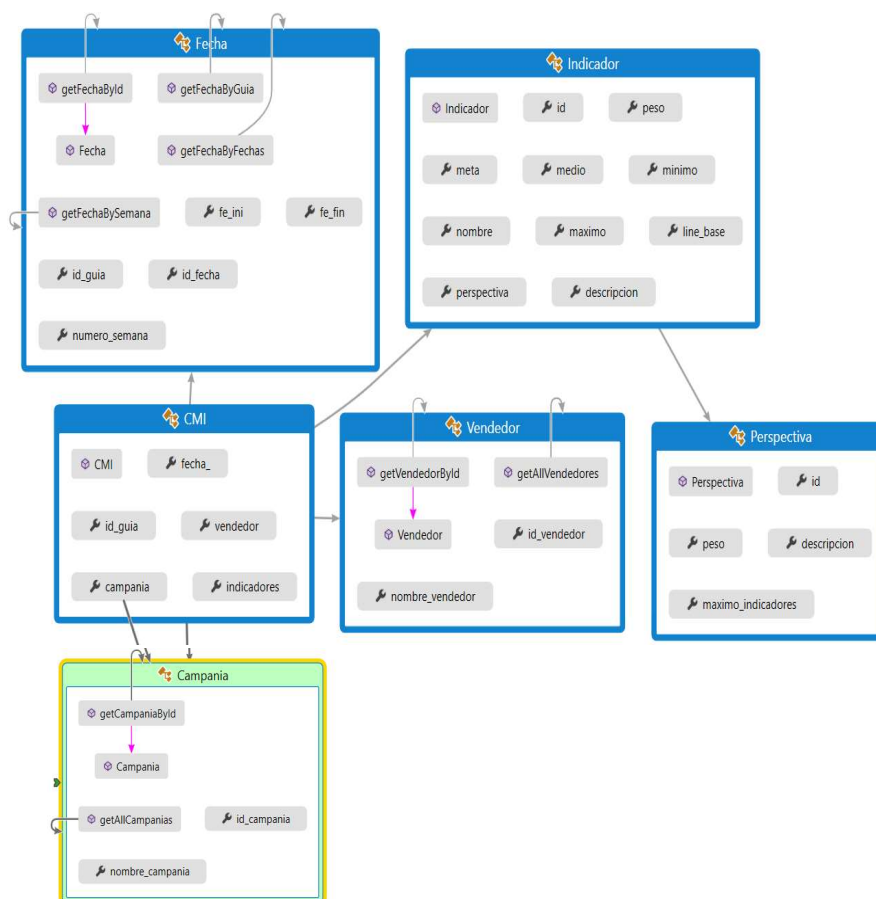 Fecha
getFechaById
getFechaByGuia
Fecha
getFechaByFechas
getFechaBySemana
fe_ini
fe_fin
id_guia
id_fecha
numero_semana
Indicador
Indicador
id
peso
meta
medio
minimo
nombre
maximo
line_base
perspectiva
descripcion
CMI
CMI
fecha_
id_guia
vendedor
campania
indicadores
Vendedor
getVendedorById
getAllVendedores
Vendedor
id_vendedor
nombre_vendedor
Perspectiva
Perspectiva
id
peso
descripcion
maximo_indicadores
Campania
getCampaniaById
Campania
getAllCampanias
id_campania
nombre_campania